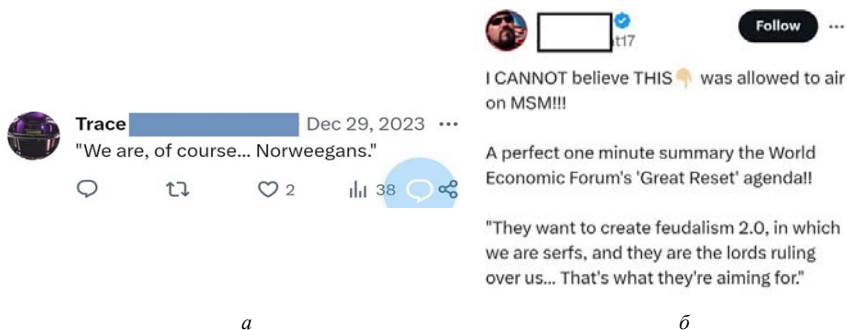 Trace Dec 29, 2023
"We are, of course... Norweegans."
2 38
а
t17
Follow
I CANNOT believe THIS👇🏼 was allowed to air
on MSM!!!
A perfect one minute summary the World
Economic Forum's 'Great Reset' agenda!!
"They want to create feudalism 2.0, in which
we are serfs, and they are the lords ruling
over us... That's what they're aiming for."
б